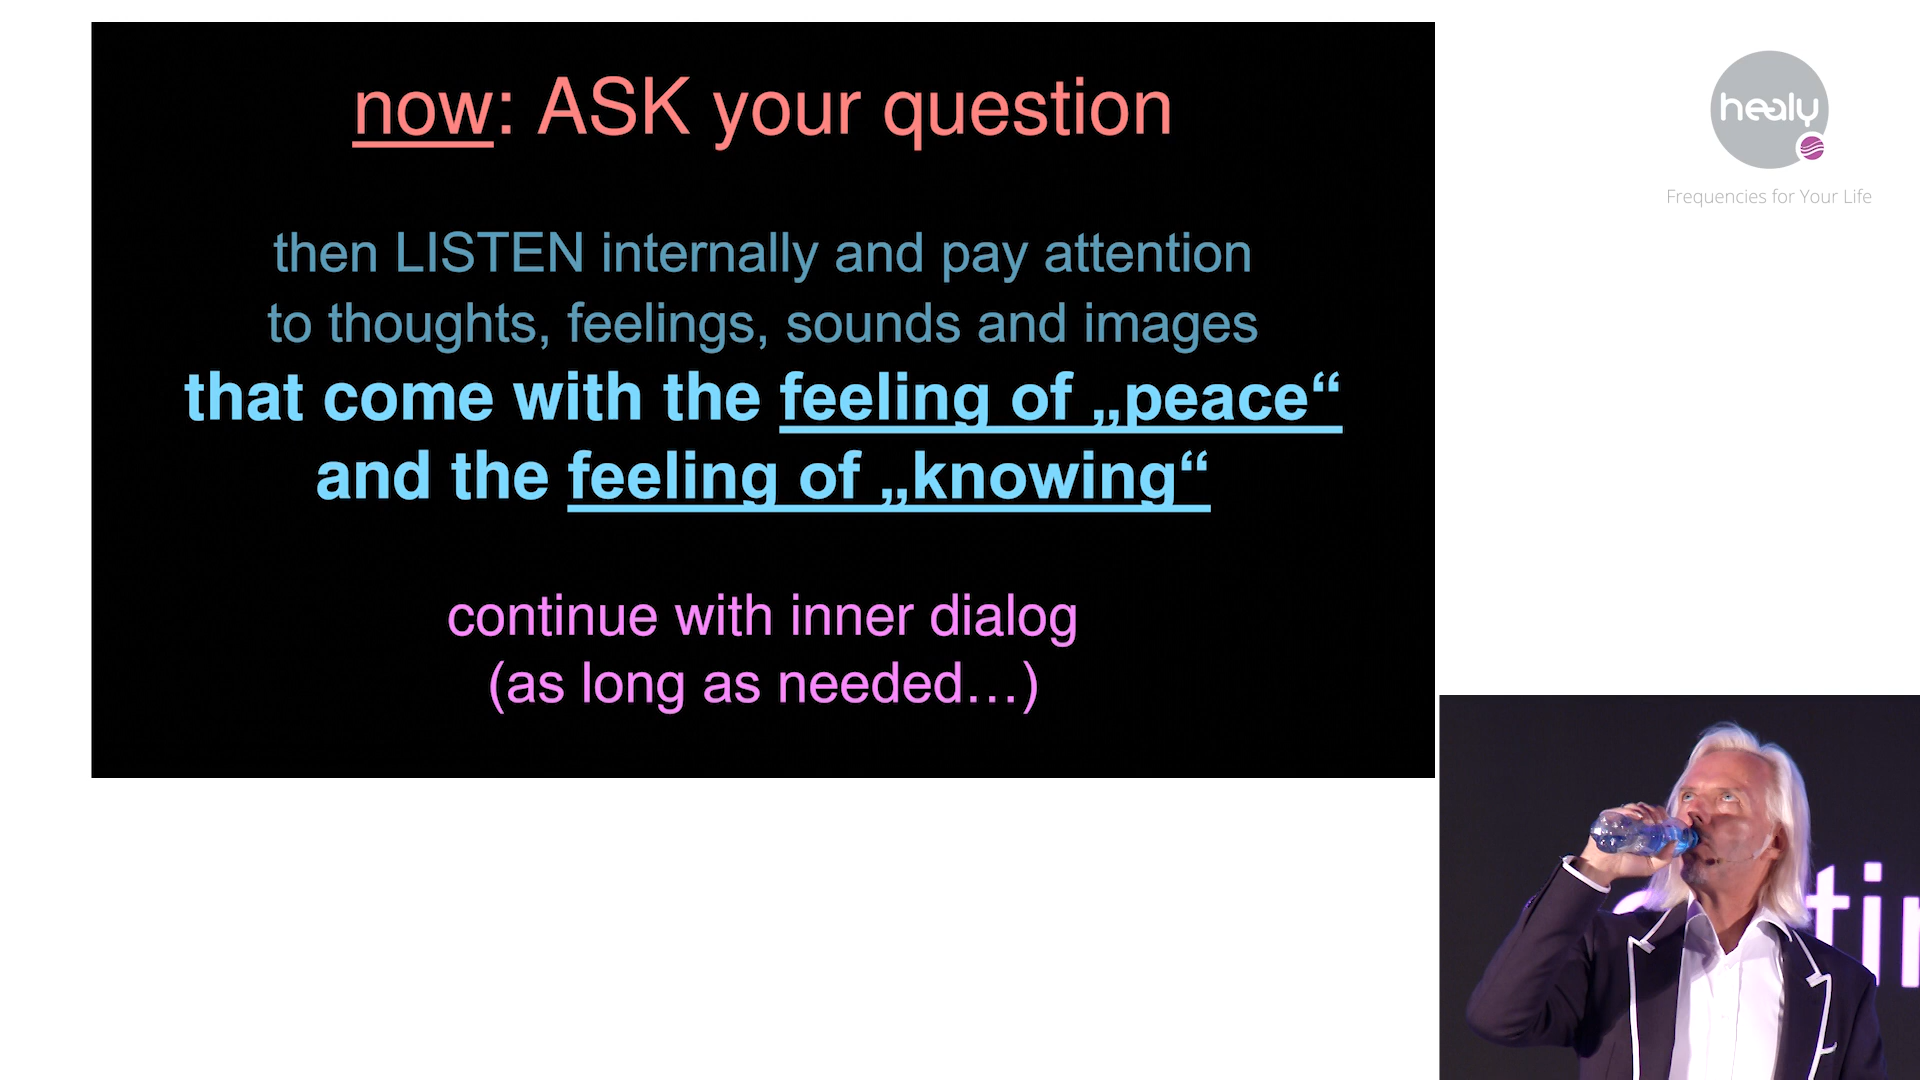 now: ASK your question
then LISTEN internally and pay attention
to thoughts, feelings, sounds and images
that come with the feeling of „peace“
and the feeling of „knowing“
continue with inner dialog
(as long as needed…)
healy
Frequencies for Your Life